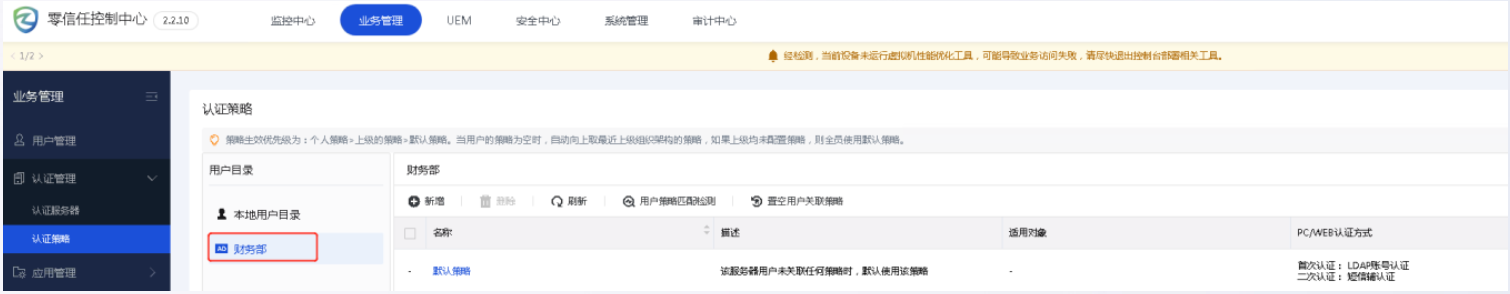 零信任控制中心 2.2.10 监控中心 业务管理 UEM 安全中心 系统管理 审计中心
< 1/2 > 经检测，当前设备未运行虚拟机性能优化工具，可能导致业务访问失败，请尽快退出控制台部署相关工具。
业务管理
认证策略
用户管理
策略生效优先级为：个人策略>上级的策略>默认策略。当用户的策略为空时，自动向上取最近上级组织架构的策略，如果上级均未配置策略，则全员使用默认策略。
认证管理
用户目录 财务部
新增 删除 刷新 用户策略匹配检测 置空用户关联策略
认证服务器
本地用户目录
名称 描述 适用对象 PC/WEB认证方式
认证策略
AD 财务部
应用管理
- 默认策略 该服务器用户未关联任何策略时，默认使用该策略 - 首次认证：LDAP账号认证
二次认证：短信辅认证